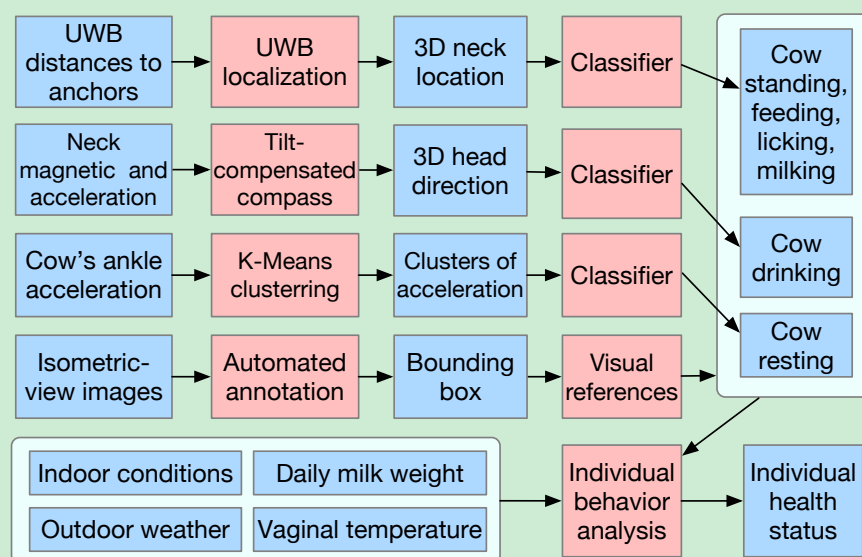 UWB
distances to
anchors
UWB
localization
3D neck
location
Classifier
Cow
standing,
feeding,
licking,
milking
Neck
magnetic and
acceleration
Tilt-
compensated
compass
3D head
direction
Classifier
Cow
drinking
Cow's ankle
acceleration
K-Means
clusterring
Clusters of
acceleration
Classifier
Cow
resting
Isometric-
view images
Automated
annotation
Bounding
box
Visual
references
Indoor conditions
Daily milk weight
Outdoor weather
Vaginal temperature
Individual
behavior
analysis
Individual
health
status